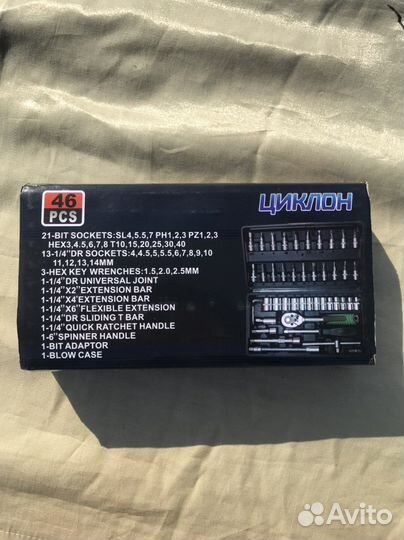 46
PCS
ЦИКЛОН
21-BIT SOCKETS:SL4,5.5,7 PH1,2,3 PZ1,2,3
HEX3,4,5,6,7,8 T10,15,20,25,30,40
13-1/4"DR SOCKETS:4,4.5,5,5.5,6,7,8,9,10
11,12,13,14MM
3-HEX KEY WRENCHES:1.5,2.0,2.5MM
1-1/4"DR UNIVERSAL JOINT
1-1/4"X2"EXTENSION BAR
1-1/4"X4"EXTENSION BAR
1-1/4"X6"FLEXIBLE EXTENSION
1-1/4"DR SLIDING T BAR
1-1/4"QUICK RATCHET HANDLE
1-6"SPINNER HANDLE
1-BIT ADAPTOR
1-BLOW CASE
Avito